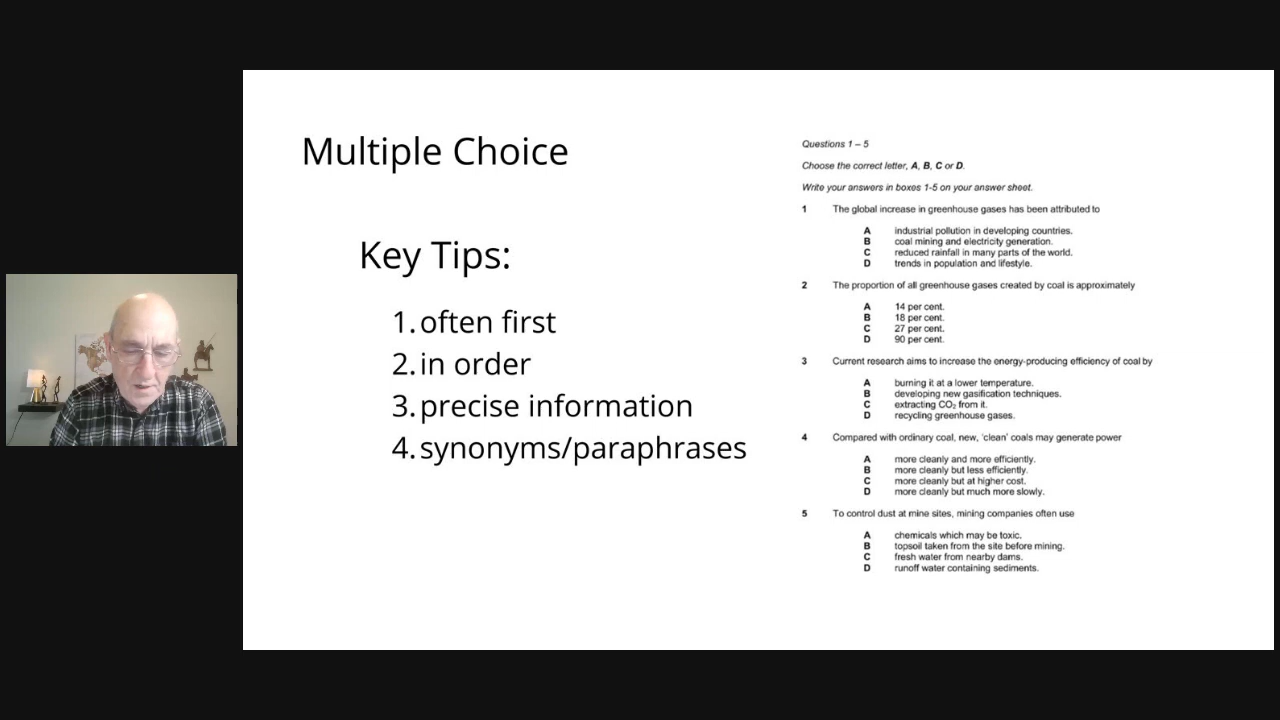 Multiple Choice
Key Tips:
1. often first
2. in order
3. precise information
4. synonyms/paraphrases
Questions 1 – 5
Choose the correct letter, A, B, C or D.
Write your answers in boxes 1-5 on your answer sheet.
1 The global increase in greenhouse gases has been attributed to
A industrial pollution in developing countries.
B coal mining and electricity generation.
C reduced rainfall in many parts of the world.
D trends in population and lifestyle.
2 The proportion of all greenhouse gases created by coal is approximately
A 14 per cent.
B 18 per cent.
C 27 per cent.
D 90 per cent.
3 Current research aims to increase the energy-producing efficiency of coal by
A burning it at a lower temperature.
B developing new gasification techniques.
C extracting CO₂ from it.
D recycling greenhouse gases.
4 Compared with ordinary coal, new, 'clean' coals may generate power
A more cleanly and more efficiently.
B more cleanly but less efficiently.
C more cleanly but at higher cost.
D more cleanly but much more slowly.
5 To control dust at mine sites, mining companies often use
A chemicals which may be toxic.
B topsoil taken from the site before mining.
C fresh water from nearby dams.
D runoff water containing sediments.